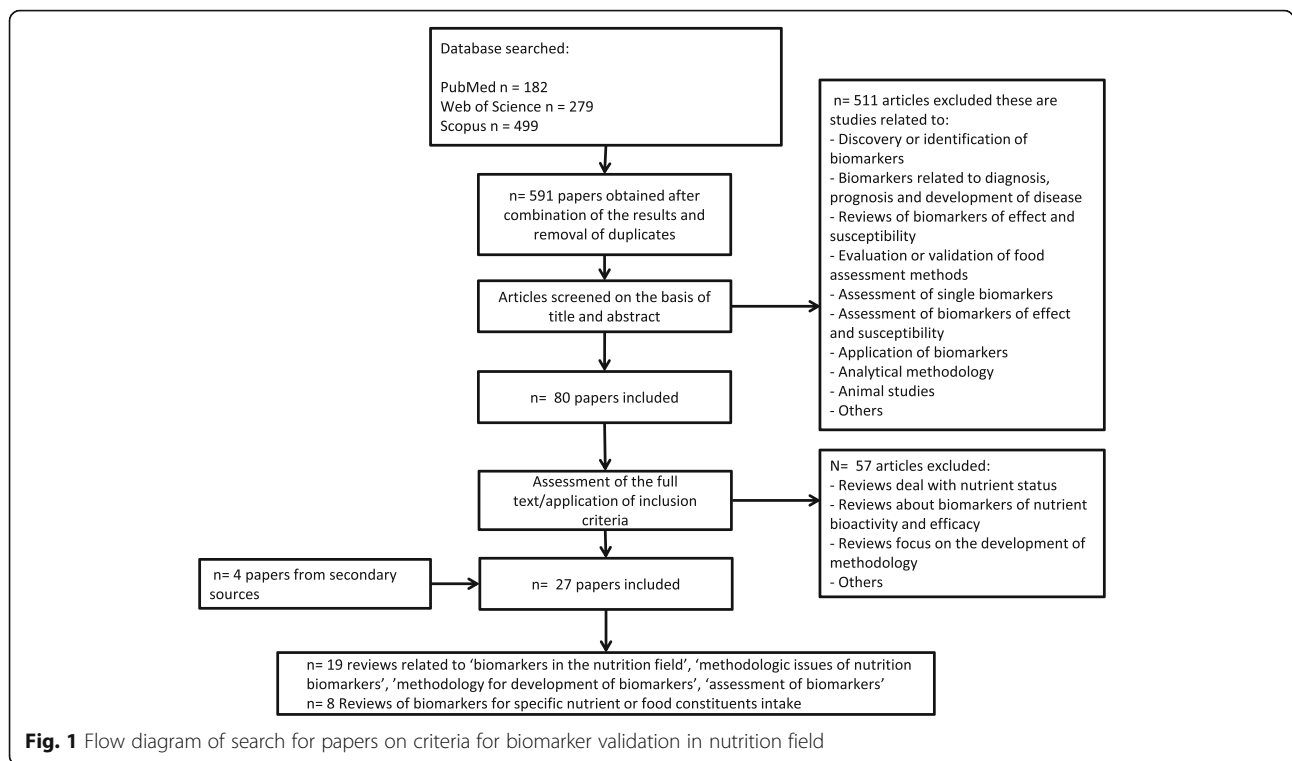 Database searched:
PubMed n = 182
Web of Science n = 279
Scopus n = 499
n= 591 papers obtained after
combination of the results and
removal of duplicates
Articles screened on the basis of
title and abstract
n= 511 articles excluded these are
studies related to:
- Discovery or identification of
biomarkers
- Biomarkers related to diagnosis,
prognosis and development of disease
- Reviews of biomarkers of effect and
susceptibility
- Evaluation or validation of food
assessment methods
- Assessment of single biomarkers
- Assessment of biomarkers of effect
and susceptibility
- Application of biomarkers
- Analytical methodology
- Animal studies
- Others
n= 80 papers included
Assessment of the full
text/application of inclusion
criteria
N= 57 articles excluded:
- Reviews deal with nutrient status
- Reviews about biomarkers of nutrient
bioactivity and efficacy
- Reviews focus on the development of
methodology
- Others
n= 4 papers from secondary
sources
n= 27 papers included
n= 19 reviews related to ‘biomarkers in the nutrition field’, ‘methodologic issues of nutrition
biomarkers’, ’methodology for development of biomarkers’, ‘assessment of biomarkers’
n= 8 Reviews of biomarkers for specific nutrient or food constituents intake
Fig. 1 Flow diagram of search for papers on criteria for biomarker validation in nutrition field